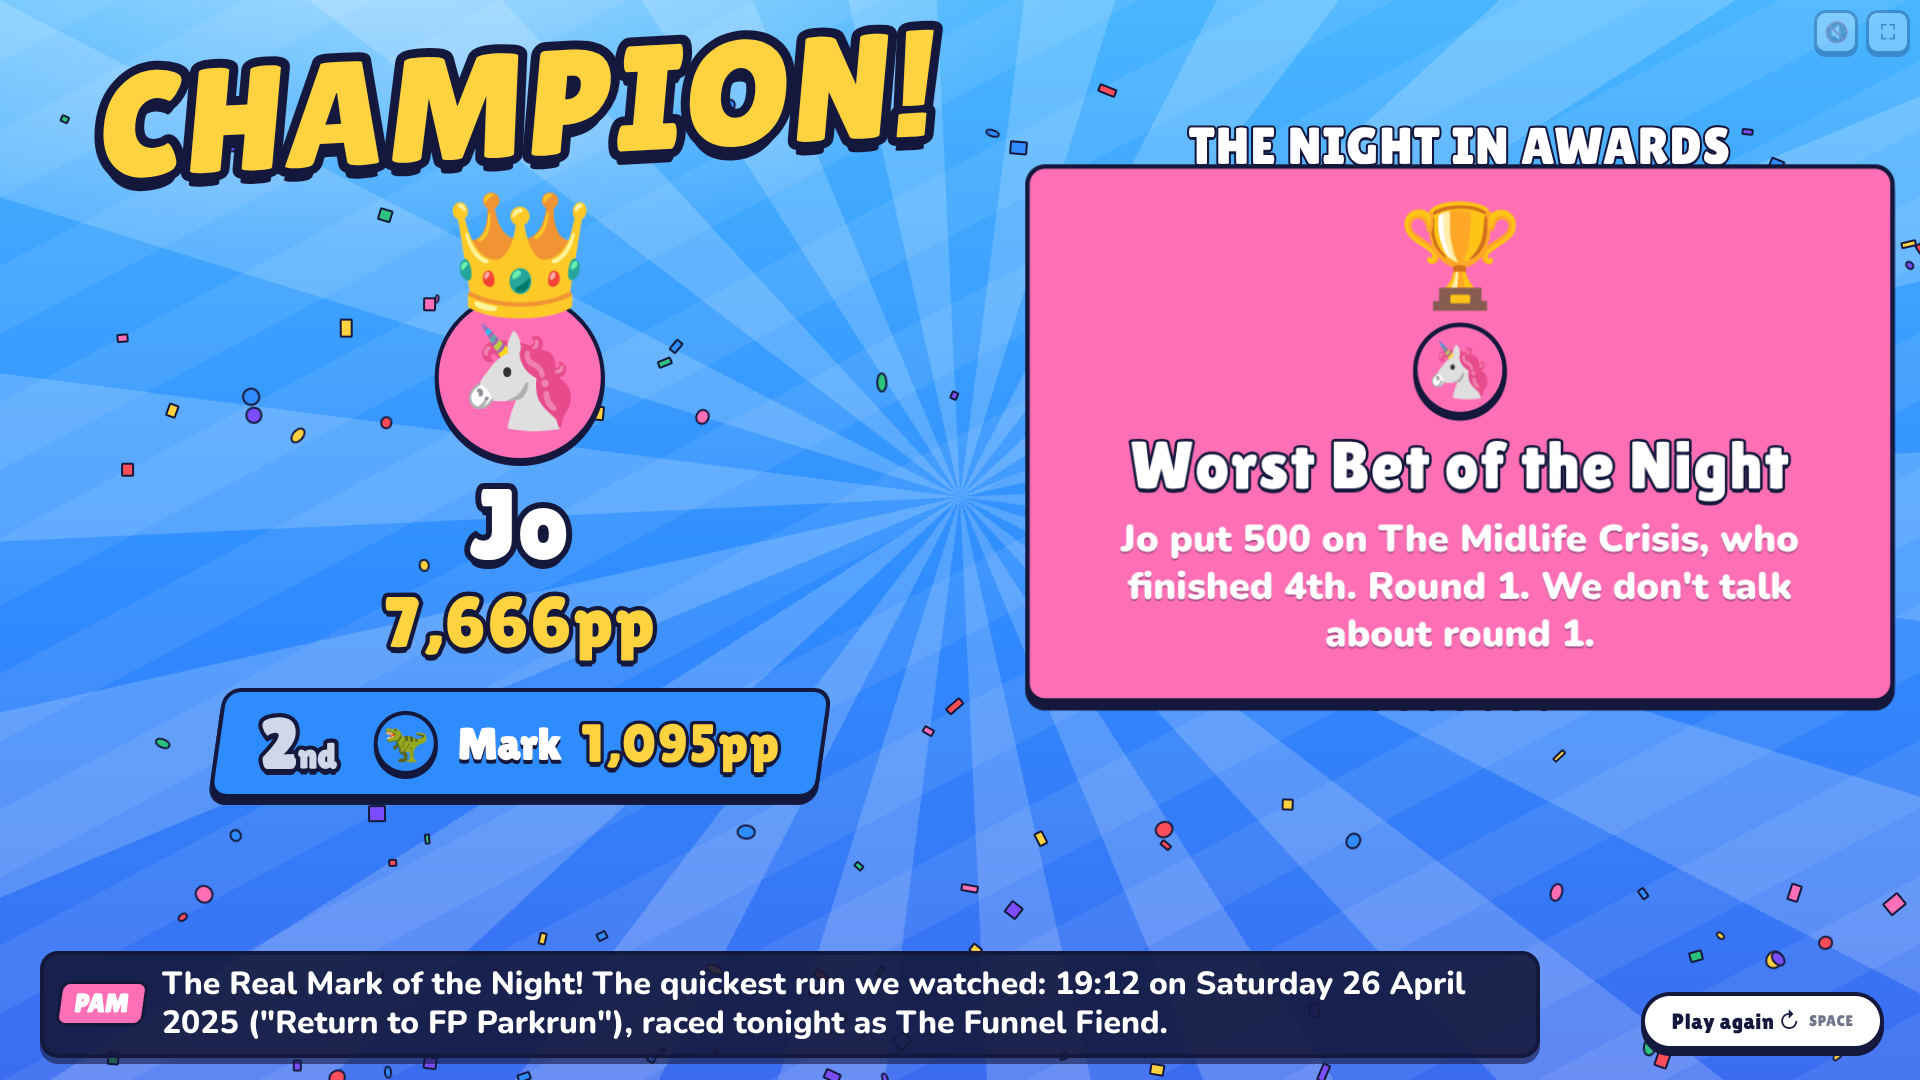 CHAMPION!
Jo
7,666pp
2nd Mark 1,095pp
THE NIGHT IN AWARDS
Worst Bet of the Night
Jo put 500 on The Midlife Crisis, who
finished 4th. Round 1. We don't talk
about round 1.
PAM
The Real Mark of the Night! The quickest run we watched: 19:12 on Saturday 26 April
2025 ("Return to FP Parkrun"), raced tonight as The Funnel Fiend.
Play again SPACE